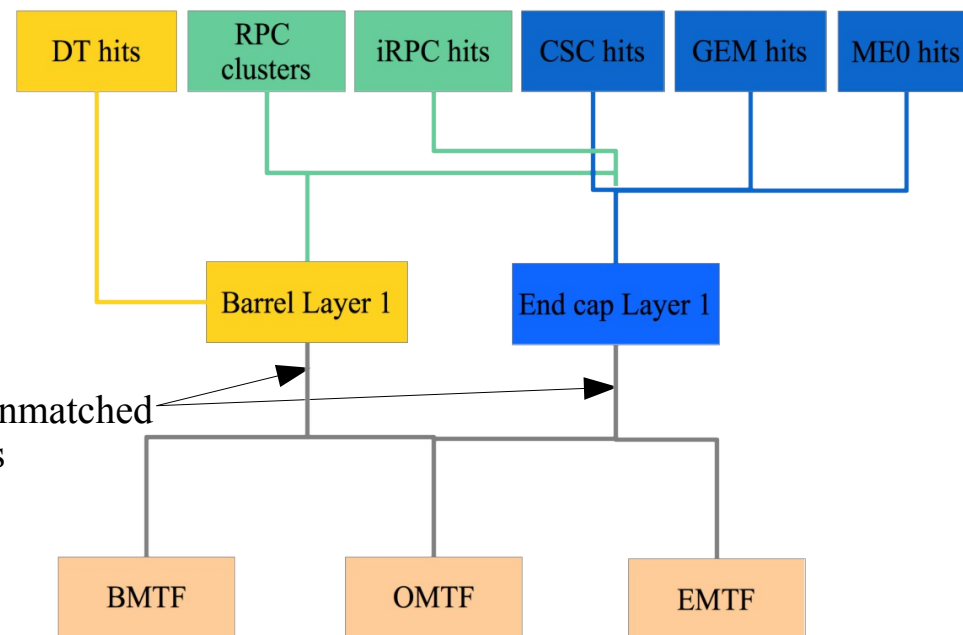 DT hits
RPC
clusters
iRPC hits
CSC hits
GEM hits
ME0 hits
Barrel Layer 1
End cap Layer 1
BMTF
OMTF
EMTF